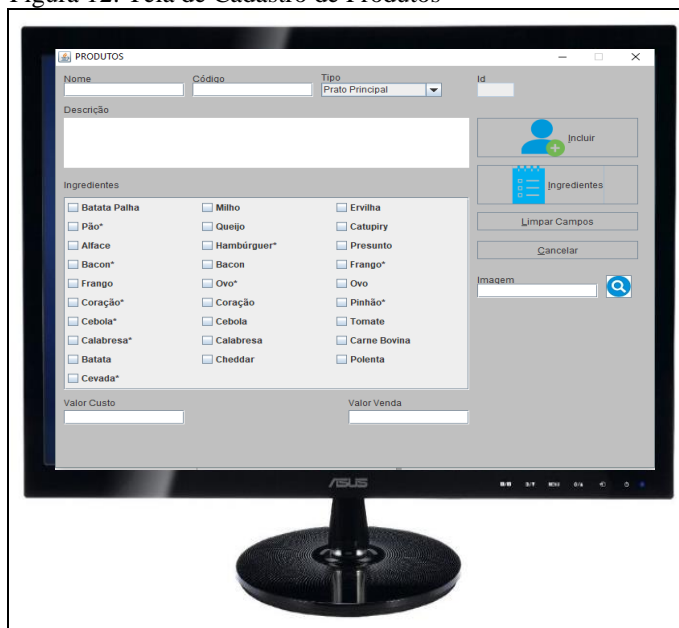 Figura 12: Tela de Cadastro de Produtos
PRODUTOS
Nome Código Tipo Id
Prato Principal
Descrição
Incluir
Ingredientes
Ingredientes
Batata Palha Milho Ervilha
Pão* Queijo Catupiry
Limpar Campos
Alface Hambúrguer* Presunto
Cancelar
Bacon* Bacon Frango*
Frango Ovo* Ovo
Imagem
Coração* Coração Pinhão*
Cebola* Cebola Tomate
Calabresa* Calabresa Carne Bovina
Batata Cheddar Polenta
Cevada*
Valor Custo Valor Venda
ASUS
MENU